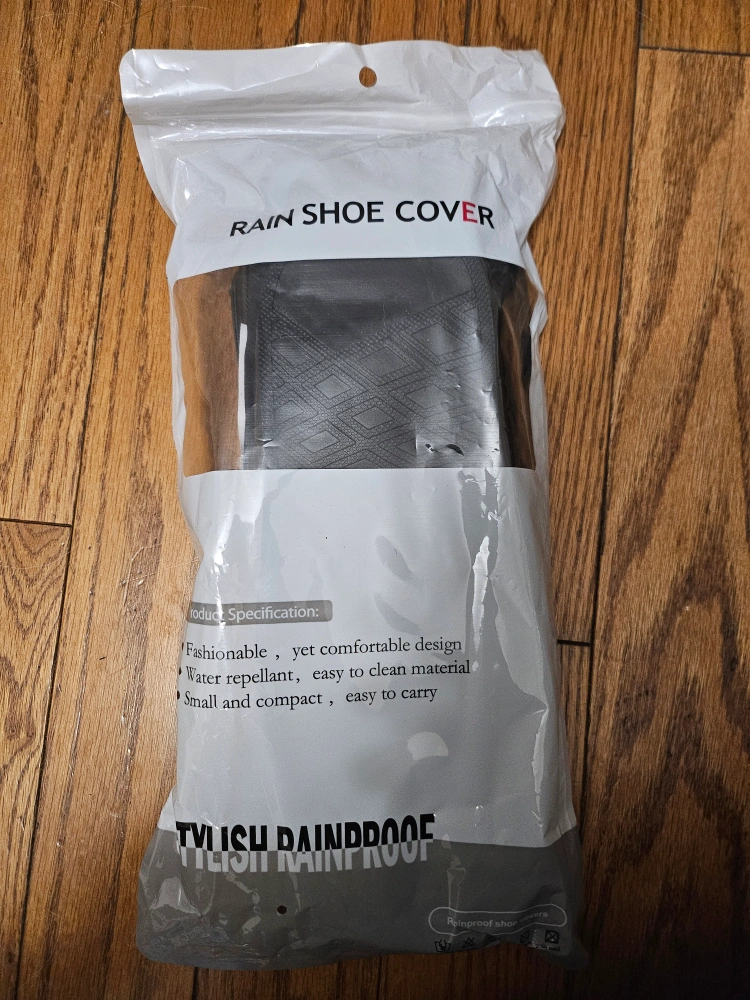 RAIN SHOE COVER
roduct Specification:
Fashionable , yet comfortable design
• Water repellant, easy to clean material
• Small and compact , easy to carry
TYLISH RAINPROOF
Rainproof shoe